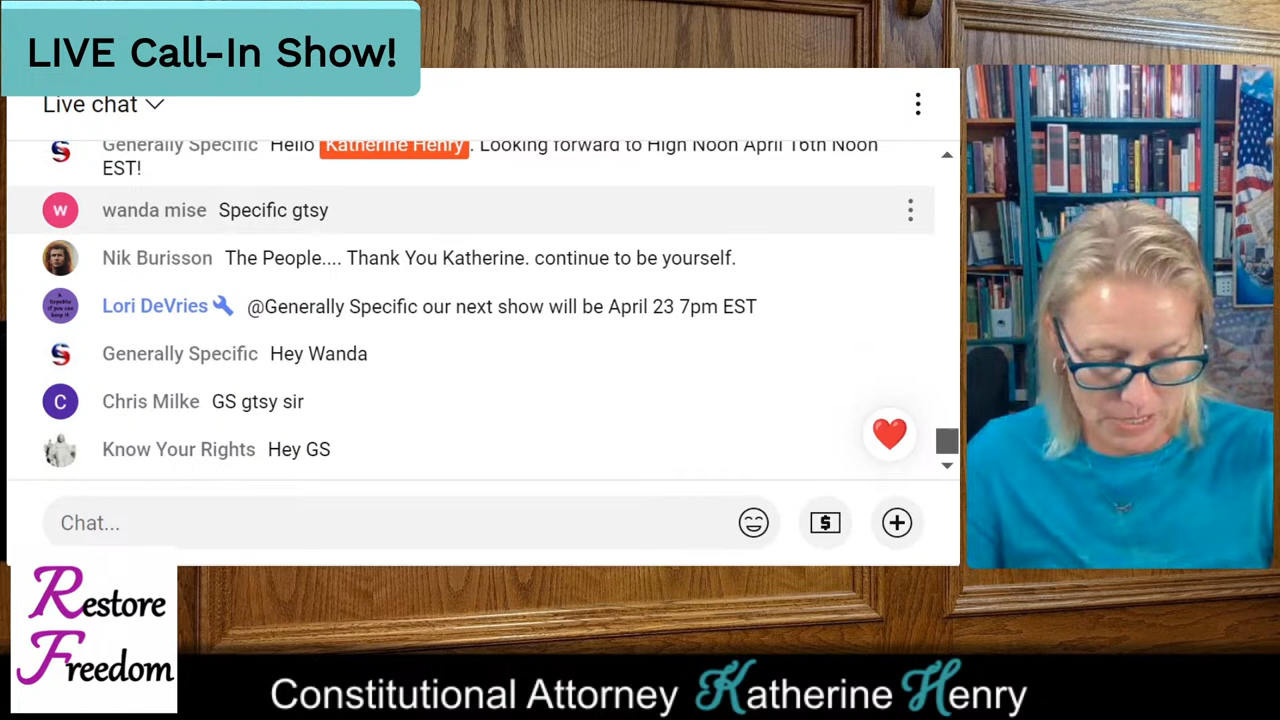 LIVE Call-In Show!
Live chat
Generally Specific Hello Katherine Henry. Looking forward to High Noon April 16th Noon
EST!
W
wanda mise Specific gtsy
Nik Burisson The People.... Thank You Katherine. continue to be yourself.
Lori DeVries @Generally Specific our next show will be April 23 7pm EST
Generally Specific Hey Wanda
C
Chris Milke GS gtsy sir
Know Your Rights Hey GS
Chat...
$
Restore
Freedom
Constitutional Attorney Katherine Henry